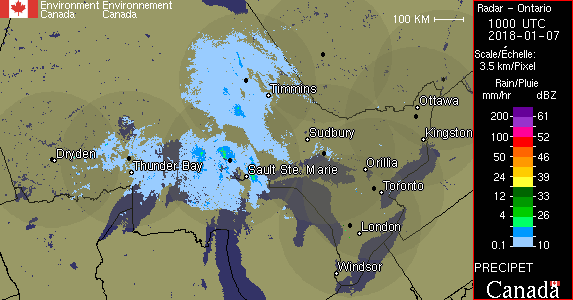 Environment Environnement
Canada Canada
100 KM
Timmins
Ottawa
Sudbury
Kingston
Dryden
Thunder Bay
Sault Ste. Marie
Orillia
Toronto
London
Windsor
Radar - Ontario
1000 UTC
2018-01-07
Scale/Échelle:
3.5 km/Pixel
Rain/Pluie
mm/hr dBZ
200 61
100 52
50 46
24 39
12 33
4 26
1 20
0.1 10
PRECIPET
Canada